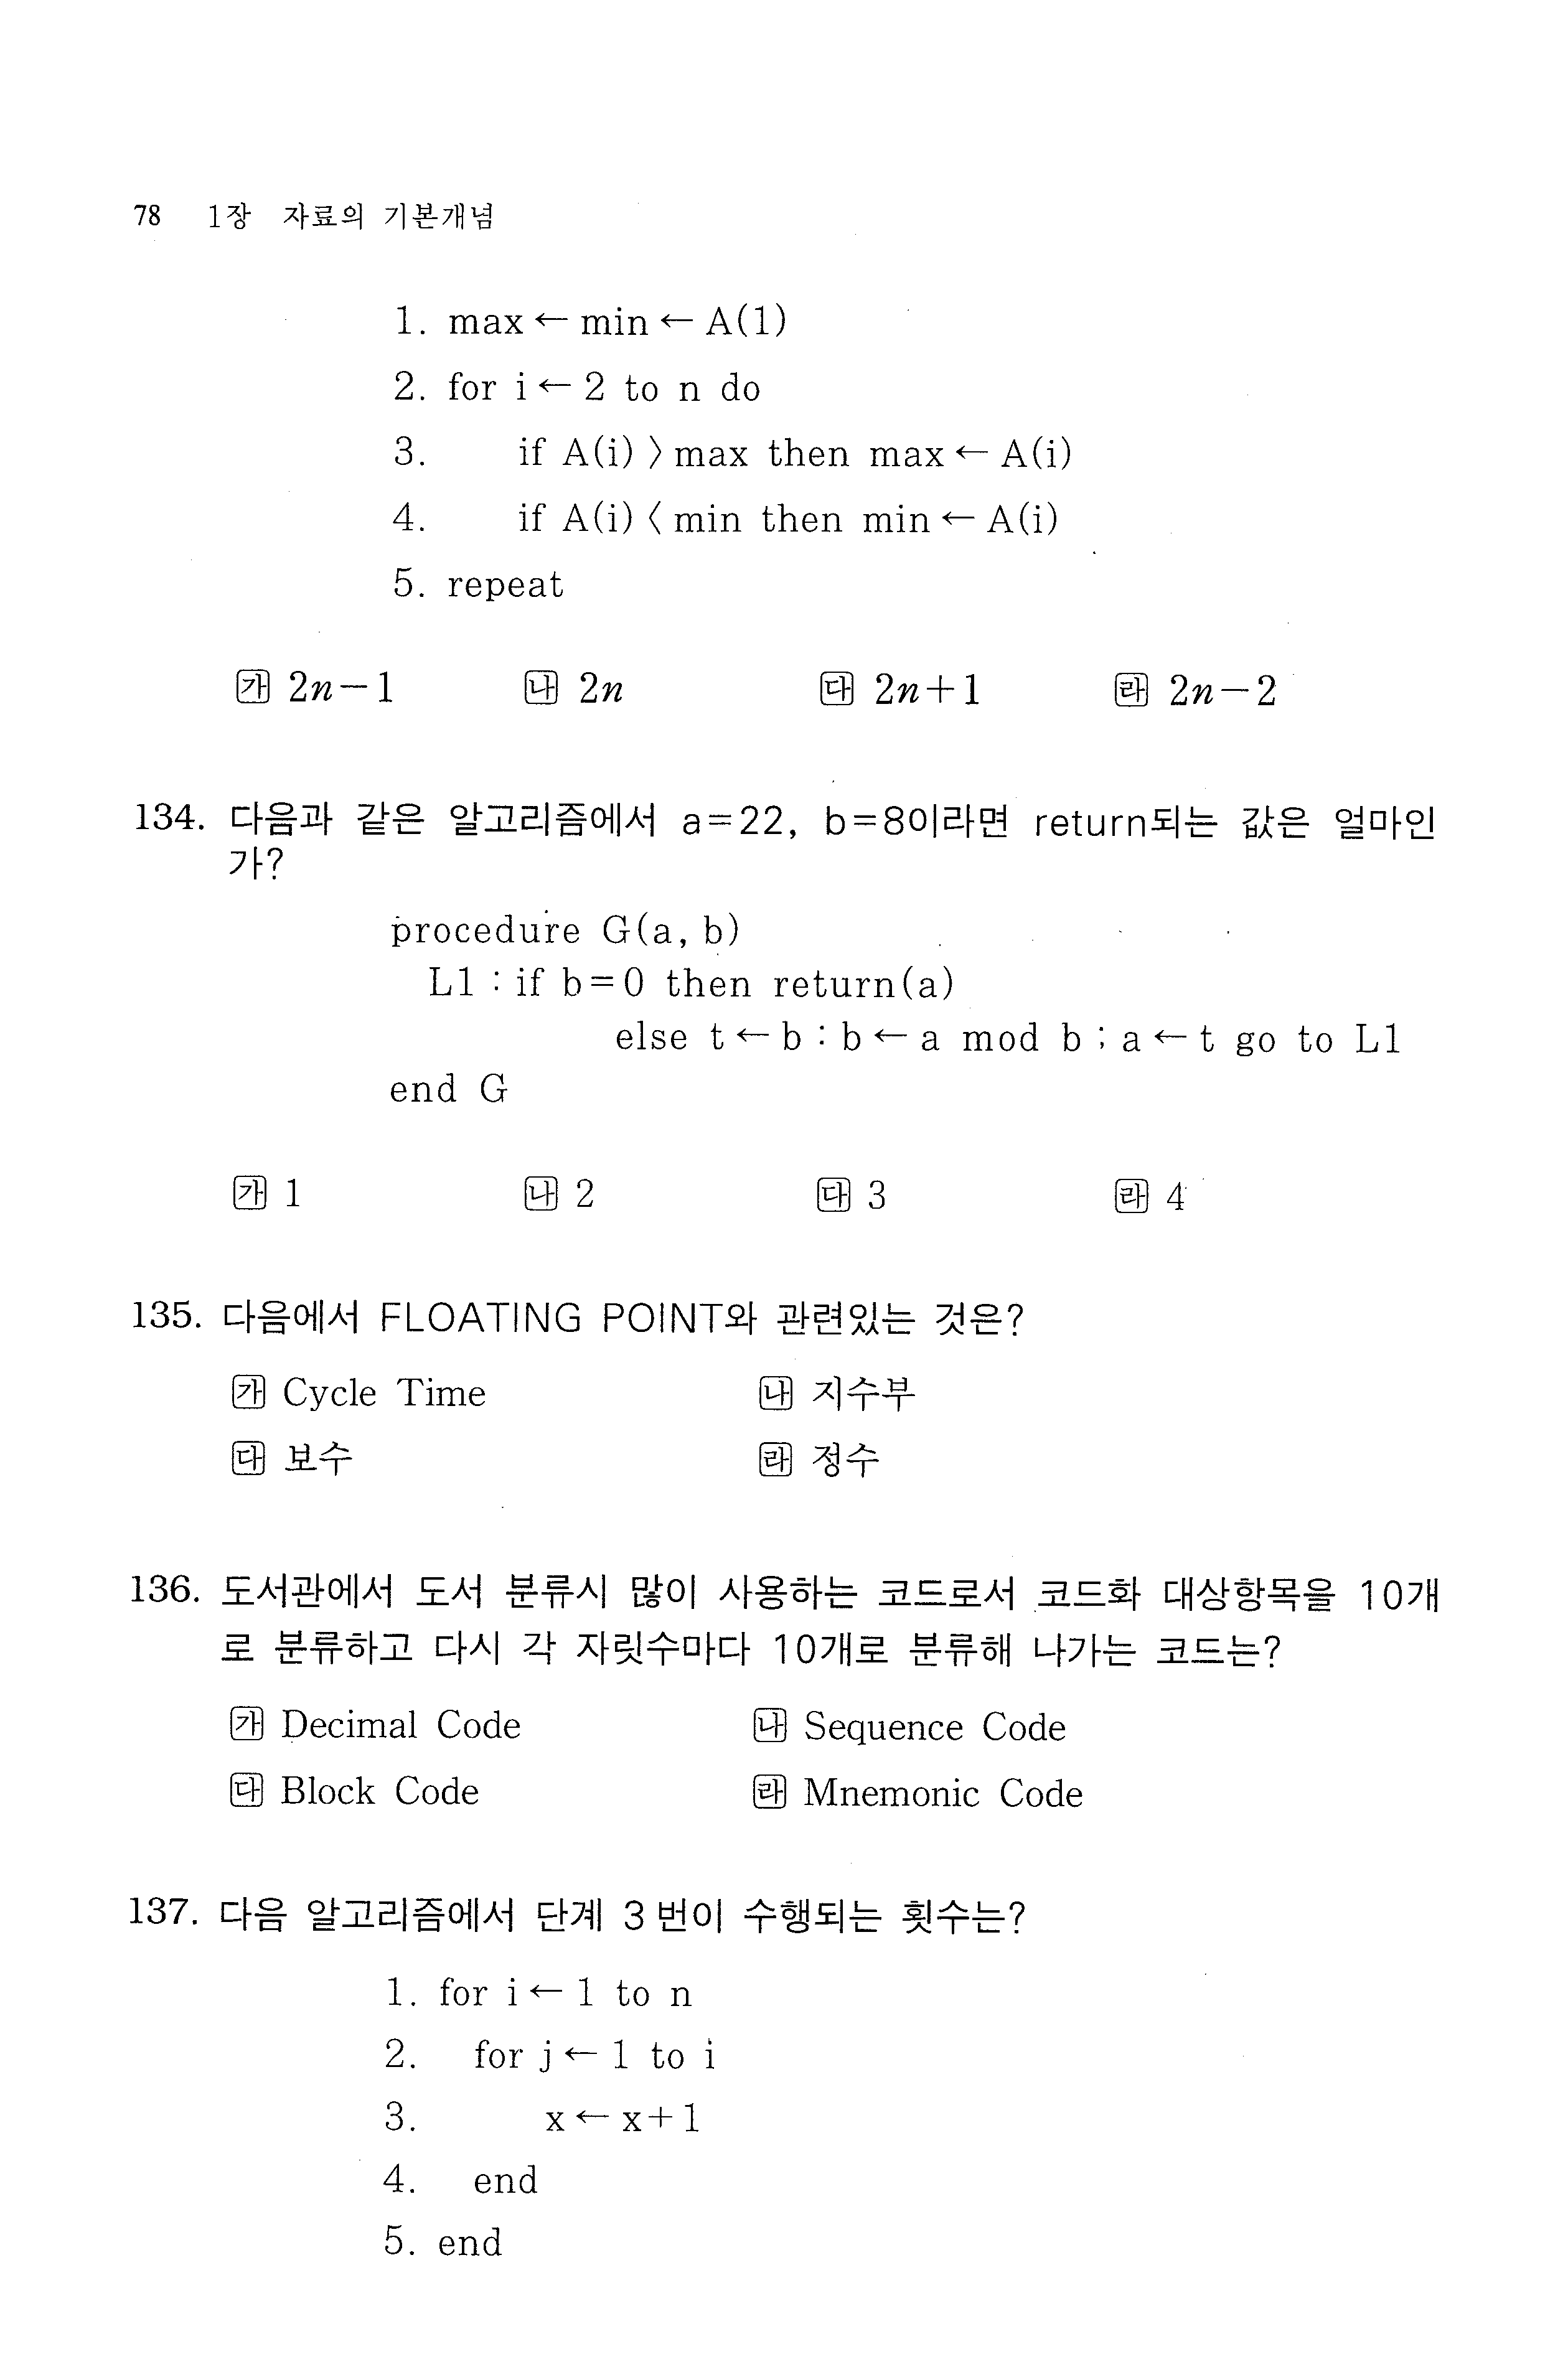 78 1장 자료의 기본개념
1. max ← min ← A(1)
2. for i ← 2 to n do
3. if A(i) 〉 max then max ← A(i)
4. if A(i) 〈 min then min ← A(i)
5. repeat
㉮ 2n－1 ㉯ 2n ㉰ 2n＋1 ㉱ 2n－2
134. 다음과 같은 알고리즘에서 a=22, b=8이라면 return되는 값은 얼마인
가?
procedure G(a, b)
L1 : if b=0 then return(a)
else t ← b : b ← a mod b ; a ← t go to L1
end G
㉮ 1 ㉯ 2 ㉰ 3 ㉱ 4
135. 다음에서 FLOATING POINT와 관련있는 것은?
㉮ Cycle Time ㉯ 지수부
㉰ 보수 ㉱ 정수
136. 도서관에서 도서 분류시 많이 사용하는 코드로서 코드화 대상항목을 10개
로 분류하고 다시 각 자릿수마다 10개로 분류해 나가는 코드는?
㉮ Decimal Code ㉯ Sequence Code
㉰ Block Code ㉱ Mnemonic Code
137. 다음 알고리즘에서 단계 3번이 수행되는 횟수는?
1. for i ← 1 to n
2. for j ← 1 to i
3. x ← x+1
4. end
5. end